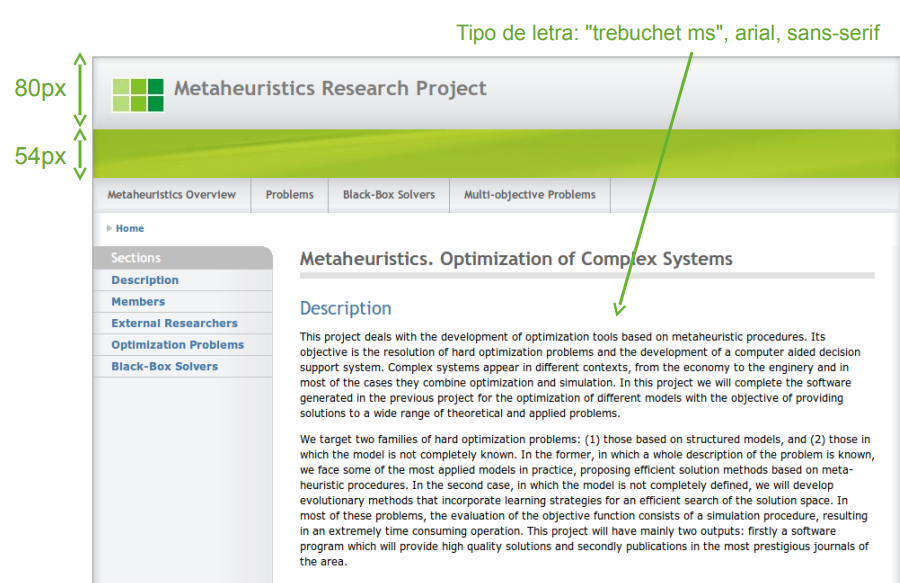 Tipo de letra: "trebuchet ms", arial, sans-serif
80px
Metaheuristics Research Project
54px
Metaheuristics Overview Problems Black-Box Solvers Multi-objective Problems
Home
Sections
Description
Members
External Researchers
Optimization Problems
Black-Box Solvers
Metaheuristics. Optimization of Complex Systems
Description
This project deals with the development of optimization tools based on metaheuristic procedures. Its
objective is the resolution of hard optimization problems and the development of a computer aided decision
support system. Complex systems appear in different contexts, from the economy to the enginery and in
most of the cases they combine optimization and simulation. In this project we will complete the software
generated in the previous project for the optimization of different models with the objective of providing
solutions to a wide range of theoretical and applied problems.
We target two families of hard optimization problems: (1) those based on structured models, and (2) those in
which the model is not completely known. In the former, in which a whole description of the problem is known,
we face some of the most applied models in practice, proposing efficient solution methods based on meta-
heuristic procedures. In the second case, in which the model is not completely defined, we will develop
evolutionary methods that incorporate learning strategies for an efficient search of the solution space. In
most of these problems, the evaluation of the objective function consists of a simulation procedure, resulting
in an extremely time consuming operation. This project will have mainly two outputs: firstly a software
program which will provide high quality solutions and secondly publications in the most prestigious journals of
the area.